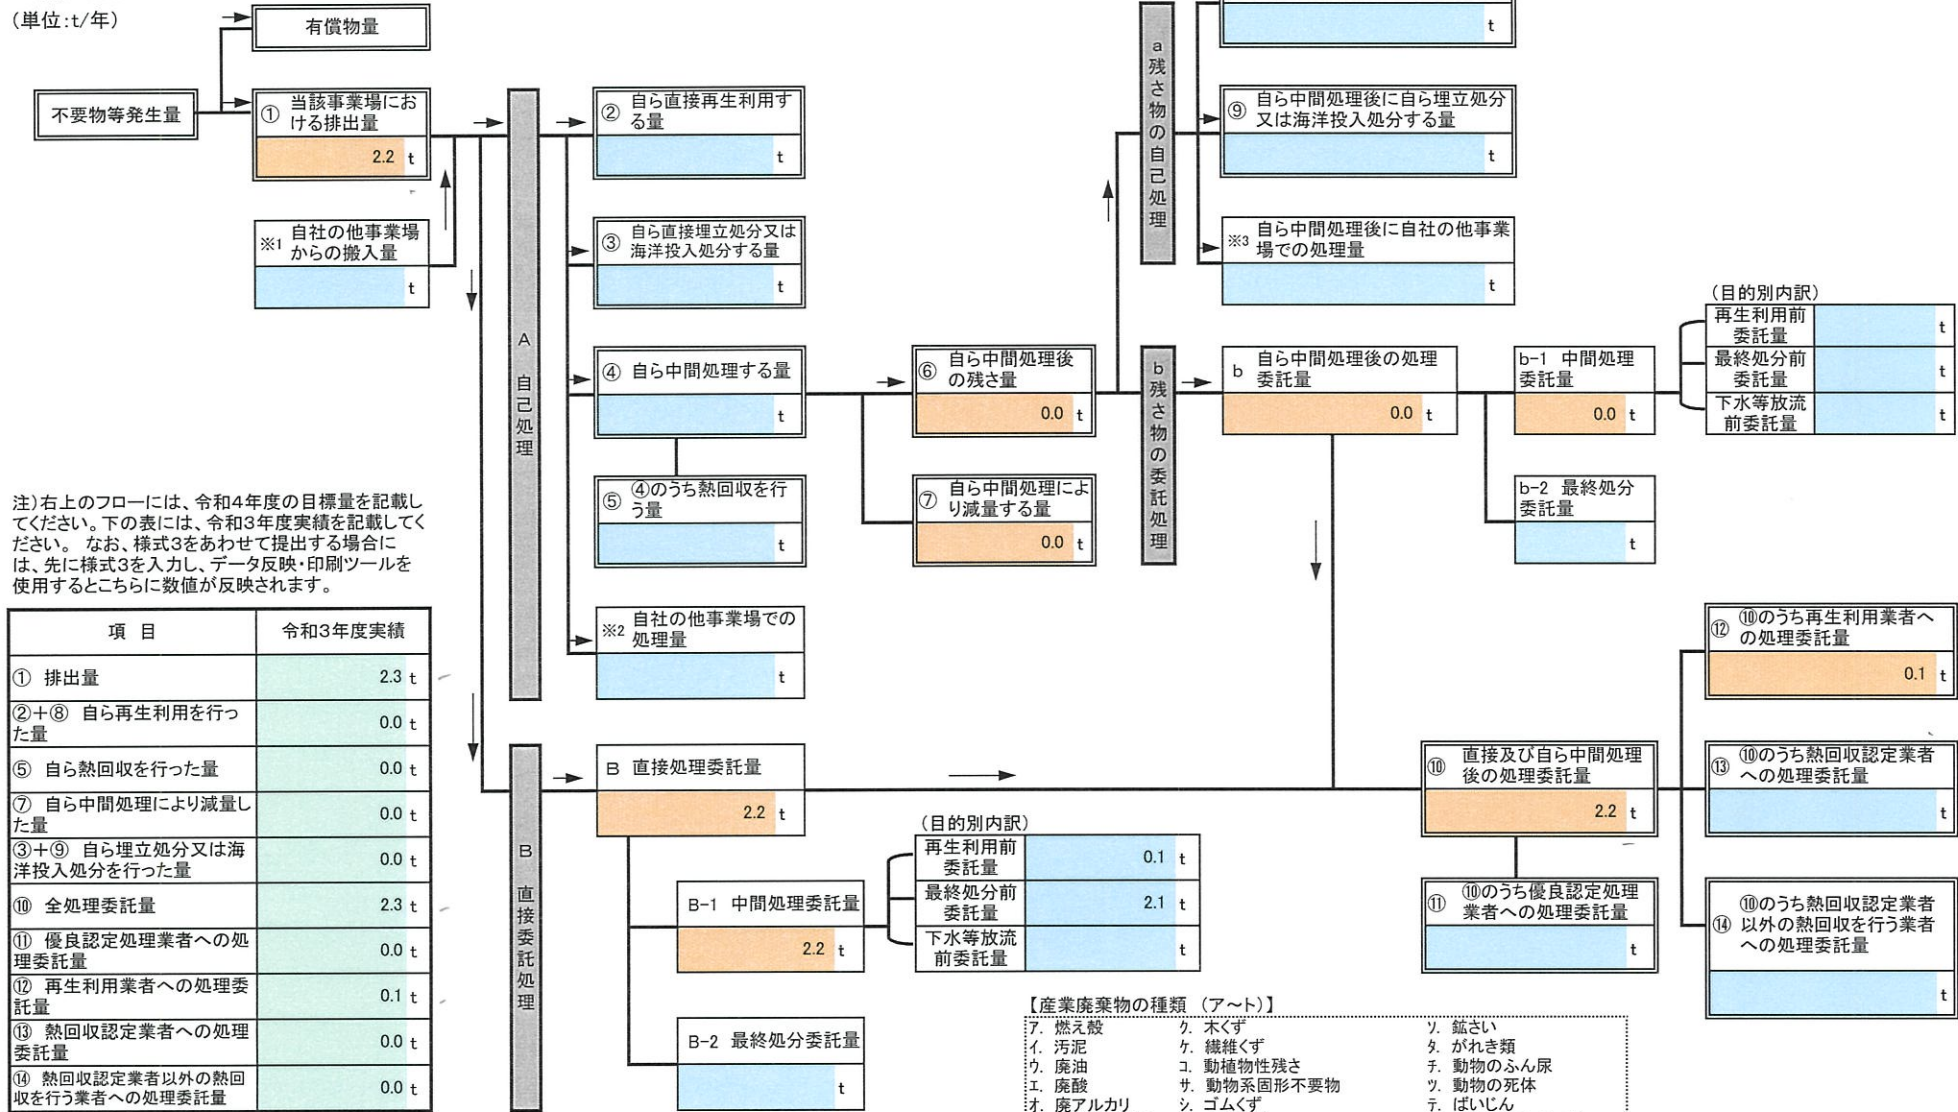 (単位:t/年)
有償物量
不要物等発生量
① 当該事業場にお
ける排出量
2.2 t
※1 自社の他事業場
からの搬入量
t
A 自己処理
② 自ら直接再生利用す
る量
t
③ 自ら直接埋立処分又は
海洋投入処分する量
t
④ 自ら中間処理する量
t
⑤ ④のうち熱回収を行
う量
t
※2 自社の他事業場での
処理量
t
⑥ 自ら中間処理後
の残さ量
0.0 t
⑦ 自ら中間処理によ
り減量する量
0.0 t
a 残さ物の自己処理
t
⑨ 自ら中間処理後に自ら埋立処分
又は海洋投入処分する量
t
※3 自ら中間処理後に自社の他事業
場での処理量
t
b 残さ物の委託処理
b 自ら中間処理後の処理
委託量
0.0 t
b-1 中間処理
委託量
0.0 t
(目的別内訳)
再生利用前
委託量
t
最終処分前
委託量
t
下水等放流
前委託量
t
b-2 最終処分
委託量
t
注)右上のフローには、令和4年度の目標量を記載し
てください。下の表には、令和3年度実績を記載してく
ださい。 なお、様式3をあわせて提出する場合に
は、先に様式3を入力し、データ反映・印刷ツールを
使用するとこちらに数値が反映されます。
項 目 令和3年度実績
① 排出量 2.3 t
②+⑧ 自ら再生利用を行っ
た量 0.0 t
⑤ 自ら熱回収を行った量 0.0 t
⑦ 自ら中間処理により減量し
た量 0.0 t
③+⑨ 自ら埋立処分又は海
洋投入処分を行った量 0.0 t
⑩ 全処理委託量 2.3 t
⑪ 優良認定処理業者への処
理委託量 0.0 t
⑫ 再生利用業者への処理委
託量 0.1 t
⑬ 熱回収認定業者への処理
委託量 0.0 t
⑭ 熱回収認定業者以外の熱回
収を行う業者への処理委託量 0.0 t
B 直接委託処理
B 直接処理委託量
2.2 t
B-1 中間処理委託量
2.2 t
(目的別内訳)
再生利用前
委託量
0.1 t
最終処分前
委託量
2.1 t
下水等放流
前委託量
t
B-2 最終処分委託量
t
⑩ 直接及び自ら中間処理
後の処理委託量
2.2 t
⑪ ⑩のうち優良認定処理
業者への処理委託量
t
⑫ ⑩のうち再生利用業者へ
の処理委託量
0.1 t
⑬ ⑩のうち熱回収認定業者
への処理委託量
t
⑭ ⑩のうち熱回収認定業者
以外の熱回収を行う業者
への処理委託量
t
【産業廃棄物の種類 (ア~ト)】
ア. 燃え殻 ク. 木くず ソ. 鉱さい
イ. 汚泥 ケ. 繊維くず タ. がれき類
ウ. 廃油 コ. 動植物性残さ チ. 動物のふん尿
エ. 廃酸 サ. 動物系固形不要物 ツ. 動物の死体
オ. 廃アルカリ シ. ゴムくず テ. ばいじん